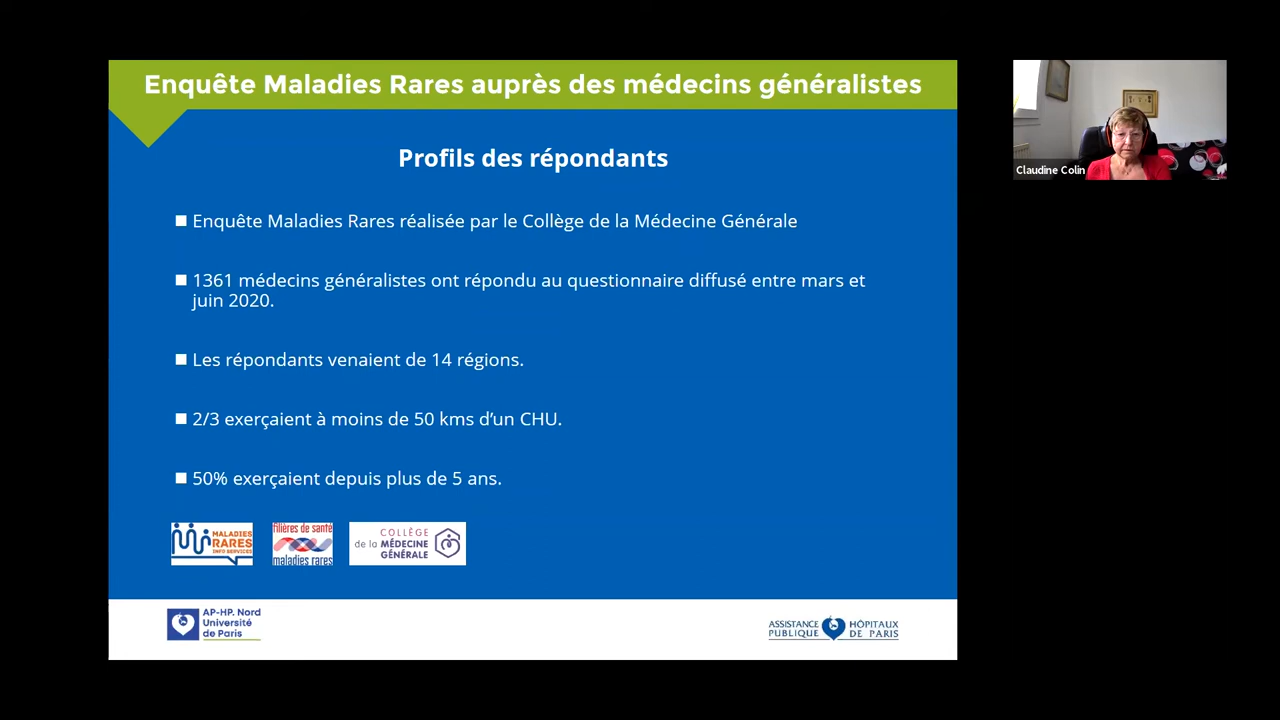 Enquête Maladies Rares auprès des médecins généralistes
Profils des répondants
Enquête Maladies Rares réalisée par le Collège de la Médecine Générale
1361 médecins généralistes ont répondu au questionnaire diffusé entre mars et
juin 2020.
Les répondants venaient de 14 régions.
2/3 exerçaient à moins de 50 kms d’un CHU.
50% exerçaient depuis plus de 5 ans.
MALADIES
RARES
INFO SERVICES
filières de santé
maladies rares
COLLÈGE
de la MÉDECINE
GÉNÉRALE
AP-HP. Nord
Université
de Paris
ASSISTANCE HÔPITAUX
PUBLIQUE DE PARIS
Claudine Colin